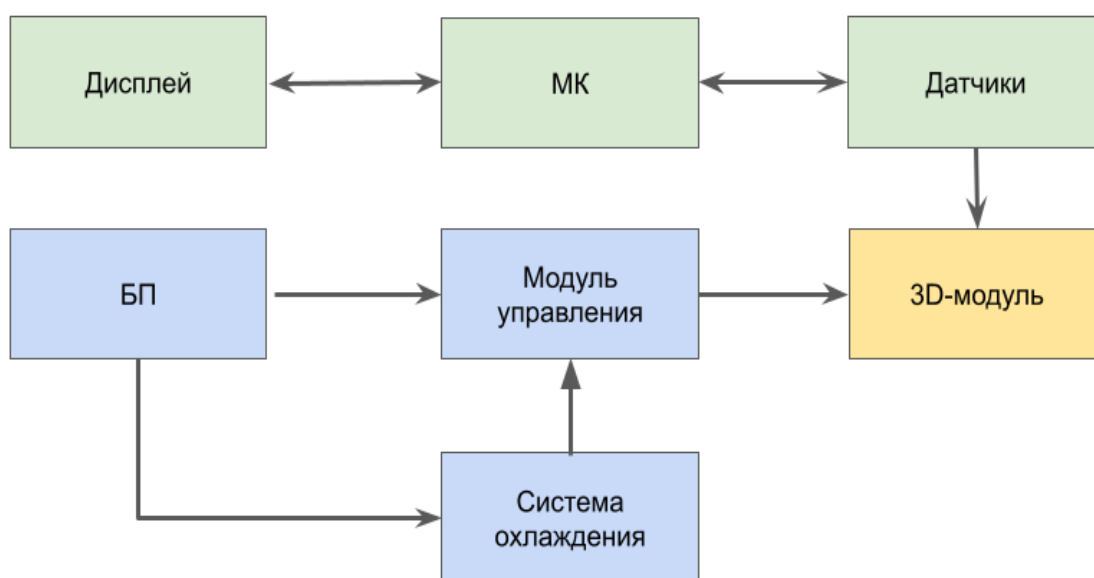 Дисплей
МК
Датчики
БП
Модуль
управления
3D-модуль
Система
охлаждения